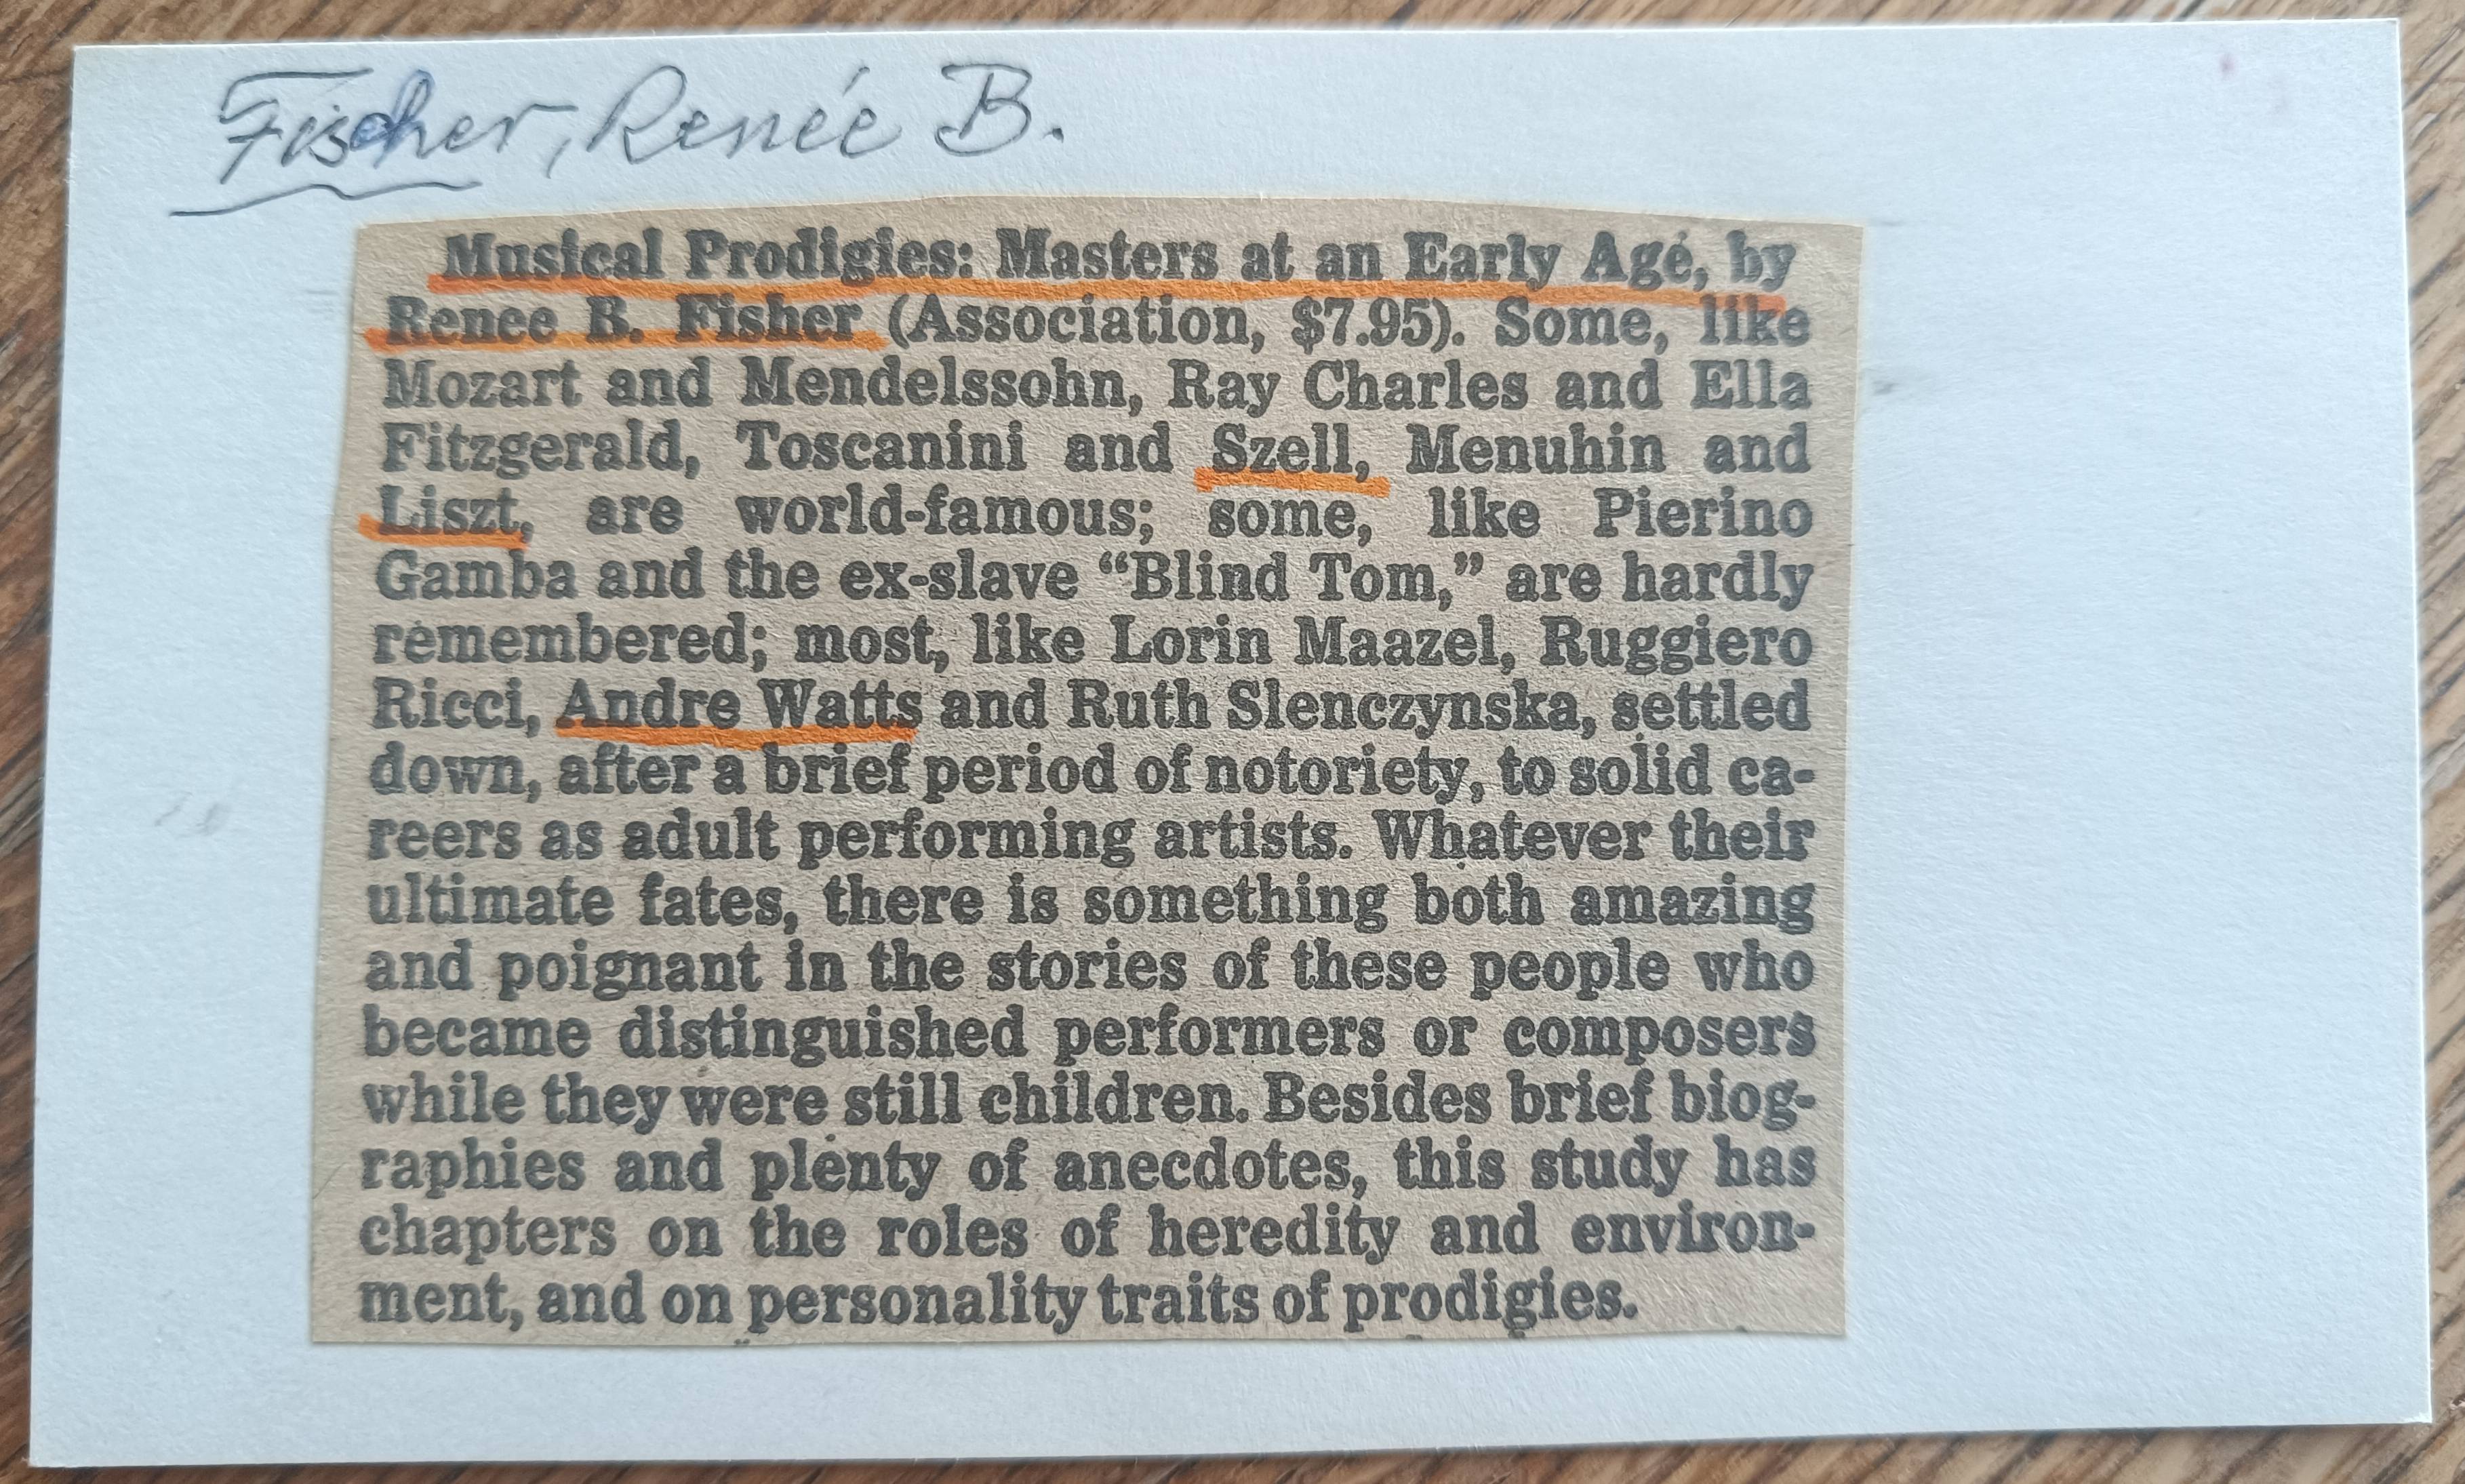 Fischer, Renée B.
Musical Prodigies: Masters at an Early Age, by
Renee B. Fisher (Association, $7.95). Some, like
Mozart and Mendelssohn, Ray Charles and Ella
Fitzgerald, Toscanini and Szell, Menuhin and
Liszt, are world-famous; some, like Pierino
Gamba and the ex-slave “Blind Tom,” are hardly
remembered; most, like Lorin Maazel, Ruggiero
Ricci, Andre Watts and Ruth Slenczynska, settled
down, after a brief period of notoriety, to solid ca-
reers as adult performing artists. Whatever their
ultimate fates, there is something both amazing
and poignant in the stories of these people who
became distinguished performers or composers
while they were still children. Besides brief biog-
raphies and plenty of anecdotes, this study has
chapters on the roles of heredity and environ-
ment, and on personality traits of prodigies.